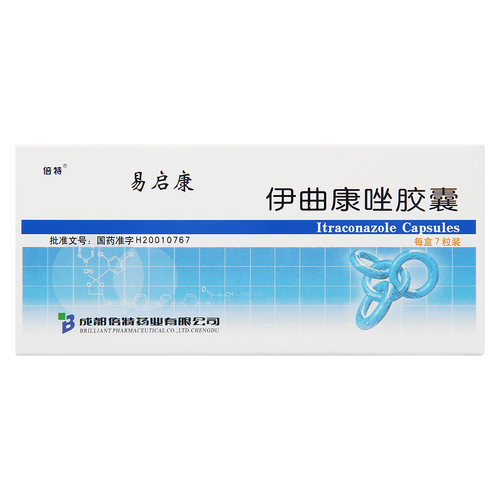 倍特®
易启康
伊曲康唑胶囊
Itraconazole Capsules
批准文号：国药准字H20010767
每盒7粒装
成都倍特药业有限公司
BRILLIANT PHARMACEUTICAL CO.,LTD CHENGDU